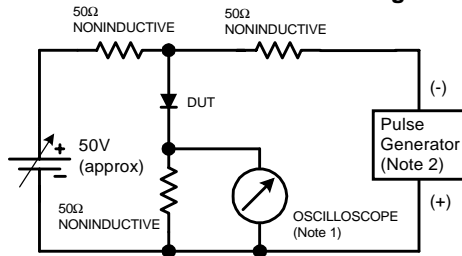 50Ω
NONINDUCTIVE
50Ω
NONINDUCTIVE
DUT
(-)
+
50V
(approx)
-
Pulse
Generator
(Note 2)
50Ω
NONINDUCTIVE
OSCILLOSCOPE
(Note 1)
(+)